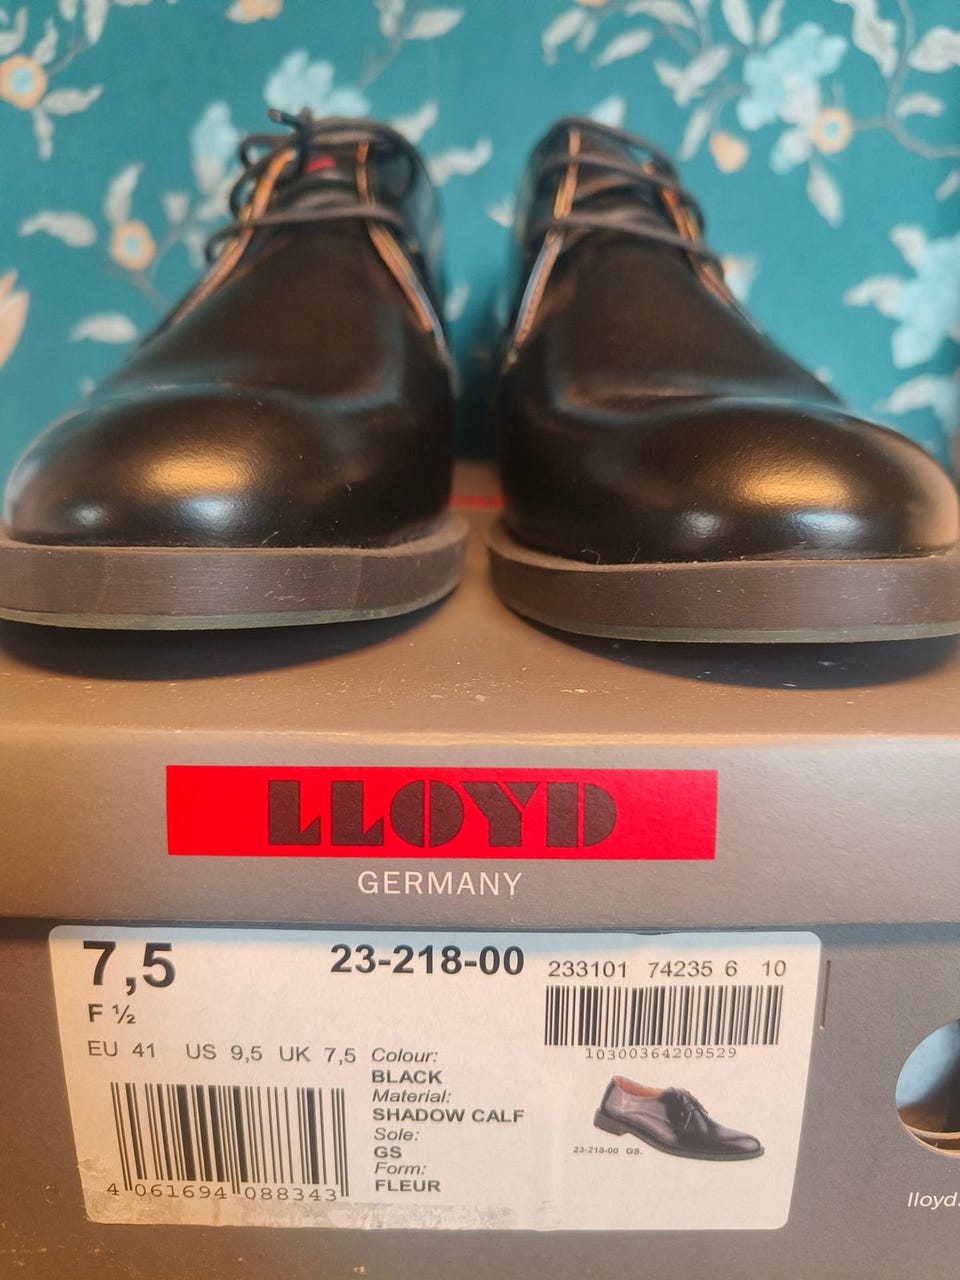 LLOYD
GERMANY
7,5
23-218-00
233101 74235 6 10
F ½
10300364209529
EU 41 US 9,5 UK 7,5
Colour:
BLACK
Material:
SHADOW CALF
Sole:
GS
Form:
FLEUR
23-218-00 GS.
4 061694 088343
lloyd.